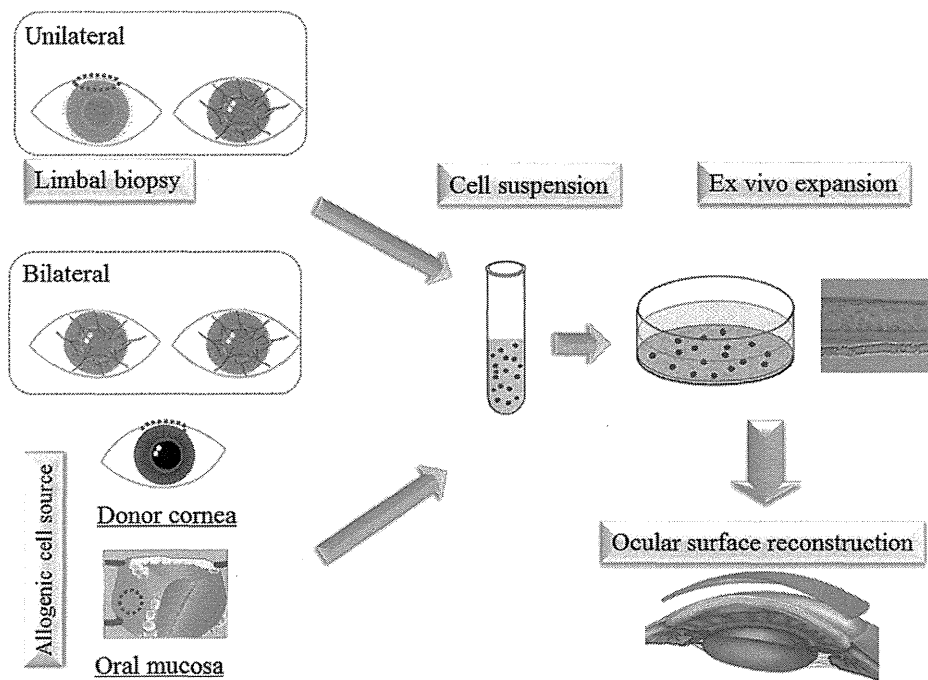 Unilateral
Limbal biopsy
Bilateral
Allogenic cell source
Donor cornea
Oral mucosa
Cell suspension
Ex vivo expansion
Ocular surface reconstruction